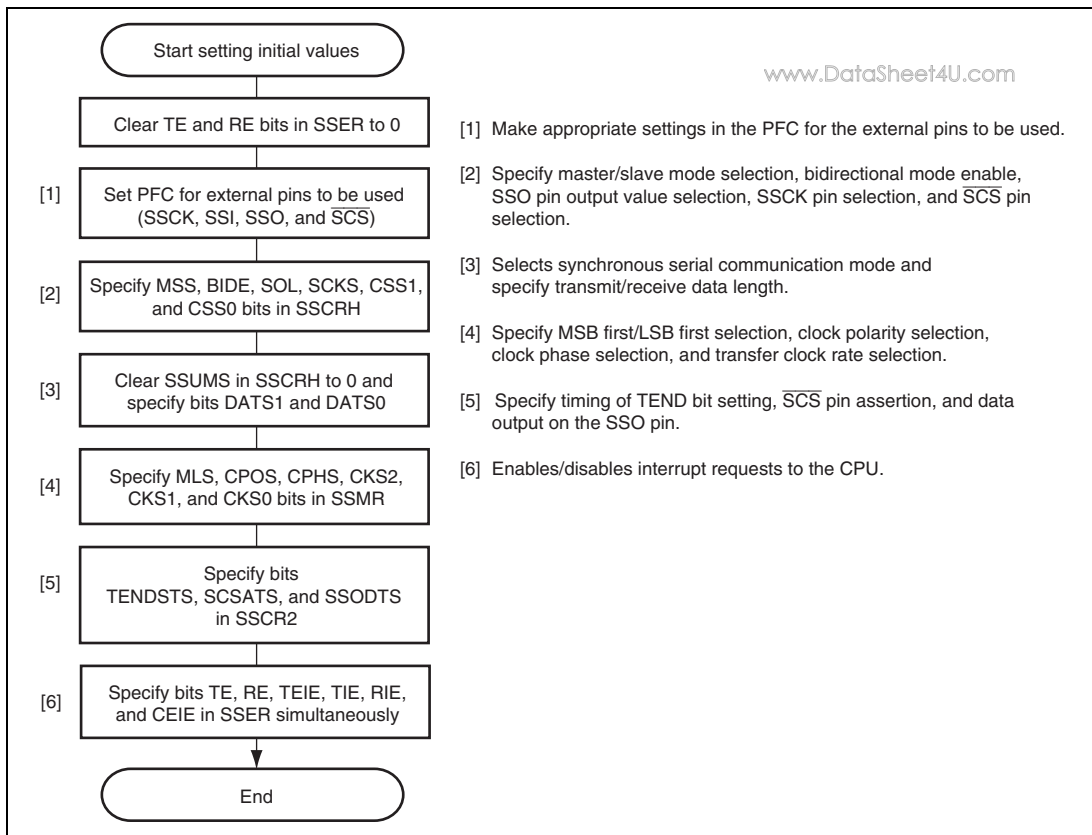 Start setting initial values
www.DataSheet4U.com
Clear TE and RE bits in SSER to 0
[1]
Set PFC for external pins to be used
(SSCK, SSI, SSO, and S̅C̅S̅)
[2]
Specify MSS, BIDE, SOL, SCKS, CSS1,
and CSS0 bits in SSCRH
[3]
Clear SSUMS in SSCRH to 0 and
specify bits DATS1 and DATS0
[4]
Specify MLS, CPOS, CPHS, CKS2,
CKS1, and CKS0 bits in SSMR
[5]
Specify bits
TENDSTS, SCSATS, and SSODTS
in SSCR2
[6]
Specify bits TE, RE, TEIE, TIE, RIE,
and CEIE in SSER simultaneously
End
[1] Make appropriate settings in the PFC for the external pins to be used.
[2] Specify master/slave mode selection, bidirectional mode enable,
SSO pin output value selection, SSCK pin selection, and S̅C̅S̅ pin
selection.
[3] Selects synchronous serial communication mode and
specify transmit/receive data length.
[4] Specify MSB first/LSB first selection, clock polarity selection,
clock phase selection, and transfer clock rate selection.
[5] Specify timing of TEND bit setting, S̅C̅S̅ pin assertion, and data
output on the SSO pin.
[6] Enables/disables interrupt requests to the CPU.